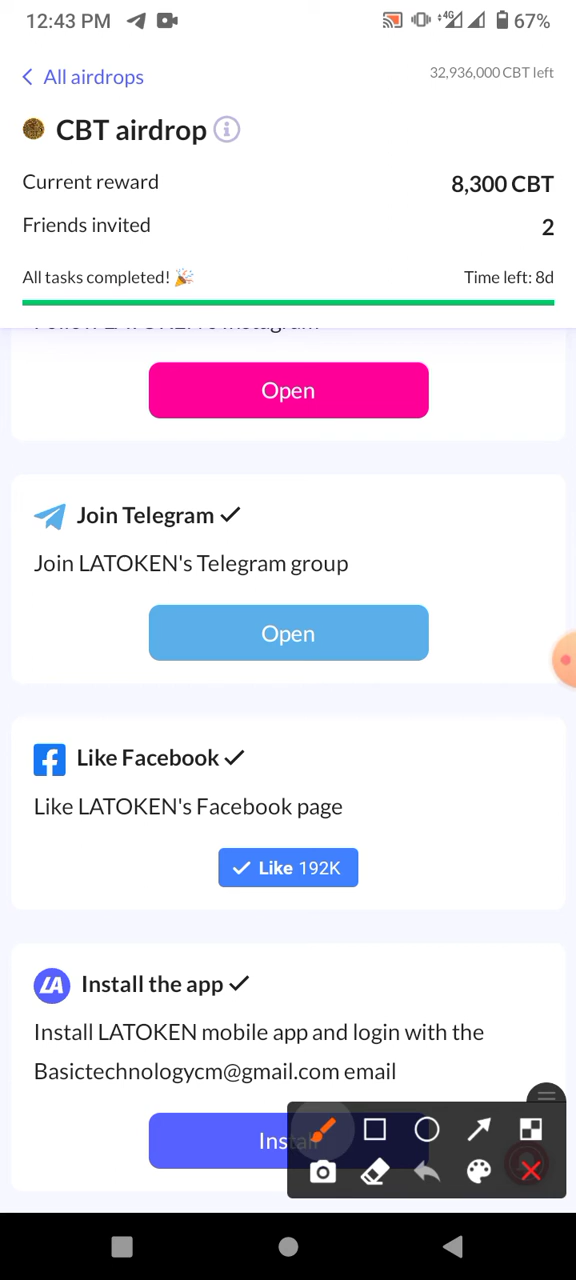 12:43 PM
4G
67%
All airdrops
32,936,000 CBT left
CBT airdrop
Current reward
8,300 CBT
Friends invited
2
All tasks completed!
Time left: 8d
Open
Join Telegram
Join LATOKEN's Telegram group
Open
Like Facebook
Like LATOKEN's Facebook page
Like 192K
LA
Install the app
Install LATOKEN mobile app and login with the
Basictechnologycm@gmail.com email
Install